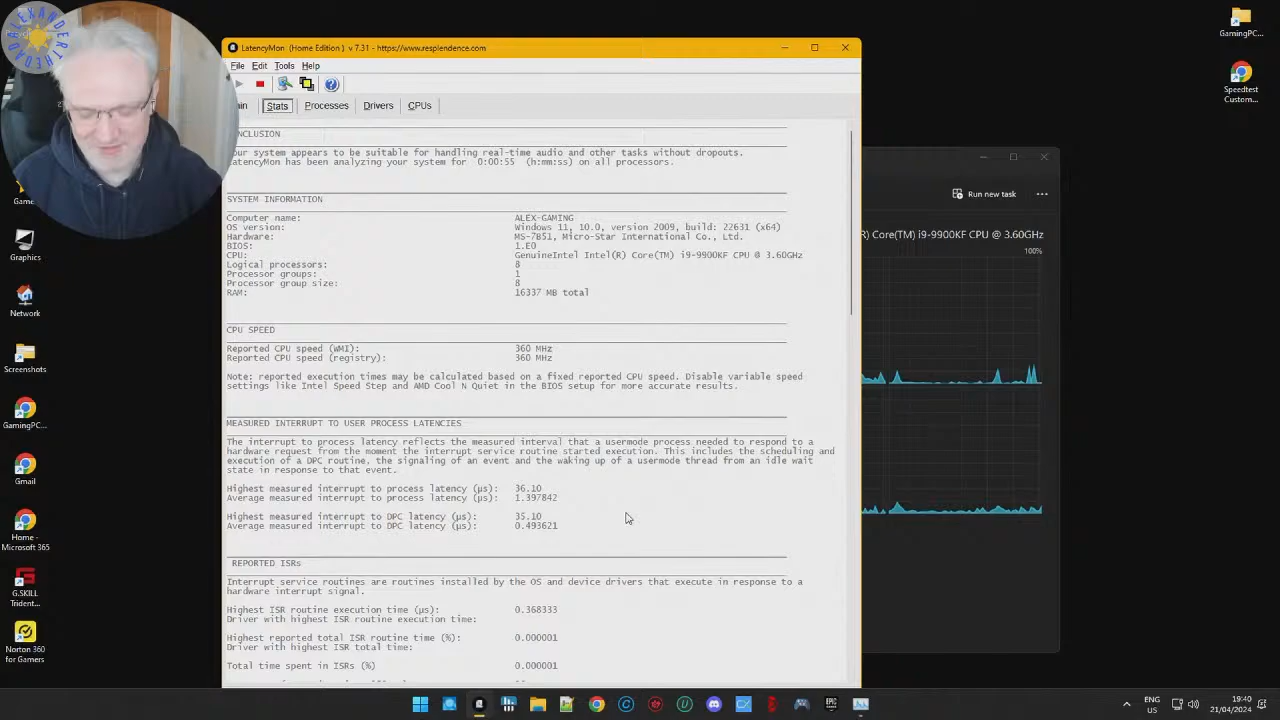 ALEXANDERTHEDAD
LatencyMon (Home Edition ) v 7.31 - https://www.resplendence.com
File Edit Tools Help
Stats Processes Drivers CPUs
system appears to be suitable for handling real-time audio and other tasks without dropouts.
LatencyMon has been analyzing your system for 0:00:55 (h:mm:ss) on all processors.
SYSTEM INFORMATION
Computer name: ALEX-GAMING
OS version: Windows 11, 10.0, version 2009, build: 22631 (x64)
Hardware: MS-7B51, Micro-Star International Co., Ltd.
BIOS: 1.E0
CPU: GenuineIntel Intel(R) Core(TM) i9-9900KF CPU @ 3.60GHz
Logical processors: 8
Processor groups: 1
Processor group size: 8
RAM: 16337 MB total
CPU SPEED
Reported CPU speed (WMI): 360 MHz
Reported CPU speed (registry): 360 MHz
Note: reported execution times may be calculated based on a fixed reported CPU speed. Disable variable speed
settings like Intel Speed Step and AMD Cool N Quiet in the BIOS setup for more accurate results.
MEASURED INTERRUPT TO USER PROCESS LATENCIES
The interrupt to process latency reflects the measured interval that a usermode process needed to respond to a
hardware request from the moment the interrupt service routine started execution. This includes the scheduling and
execution of a DPC routine, the signaling of an event and the waking up of a usermode thread from an idle wait
state in response to that event.
Highest measured interrupt to process latency (µs): 36.10
Average measured interrupt to process latency (µs): 1.397842
Highest measured interrupt to DPC latency (µs): 35.10
Average measured interrupt to DPC latency (µs): 0.493621
REPORTED ISRs
Interrupt service routines are routines installed by the OS and device drivers that execute in response to a
hardware interrupt signal.
Highest ISR routine execution time (µs): 0.368333
Driver with highest ISR routine execution time:
Highest reported total ISR routine time (%): 0.000001
Driver with highest ISR total time:
Total time spent in ISRs (%) 0.000001
Run new task
Core(TM) i9-9900KF CPU @ 3.60GHz
100%
GamingPC...
Speedtest
Custom...
Graphics
Network
Screenshots
GamingPC...
Gmail
Home -
Microsoft 365
G.SKILL
Trident...
Norton 360
for Gamers
ENG
US
19:40
21/04/2024